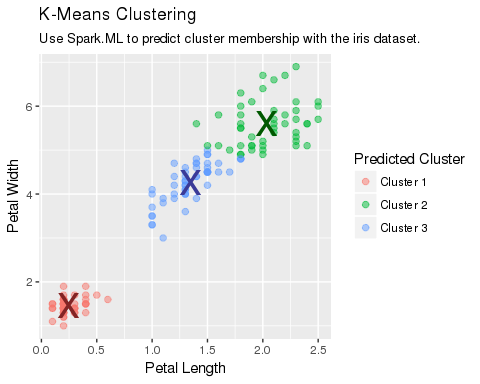 K-Means Clustering
Use Spark.ML to predict cluster membership with the iris dataset.
6
4
2
Petal Width
0.0 0.5 1.0 1.5 2.0 2.5
Petal Length
Predicted Cluster
Cluster 1
Cluster 2
Cluster 3
X
X
X